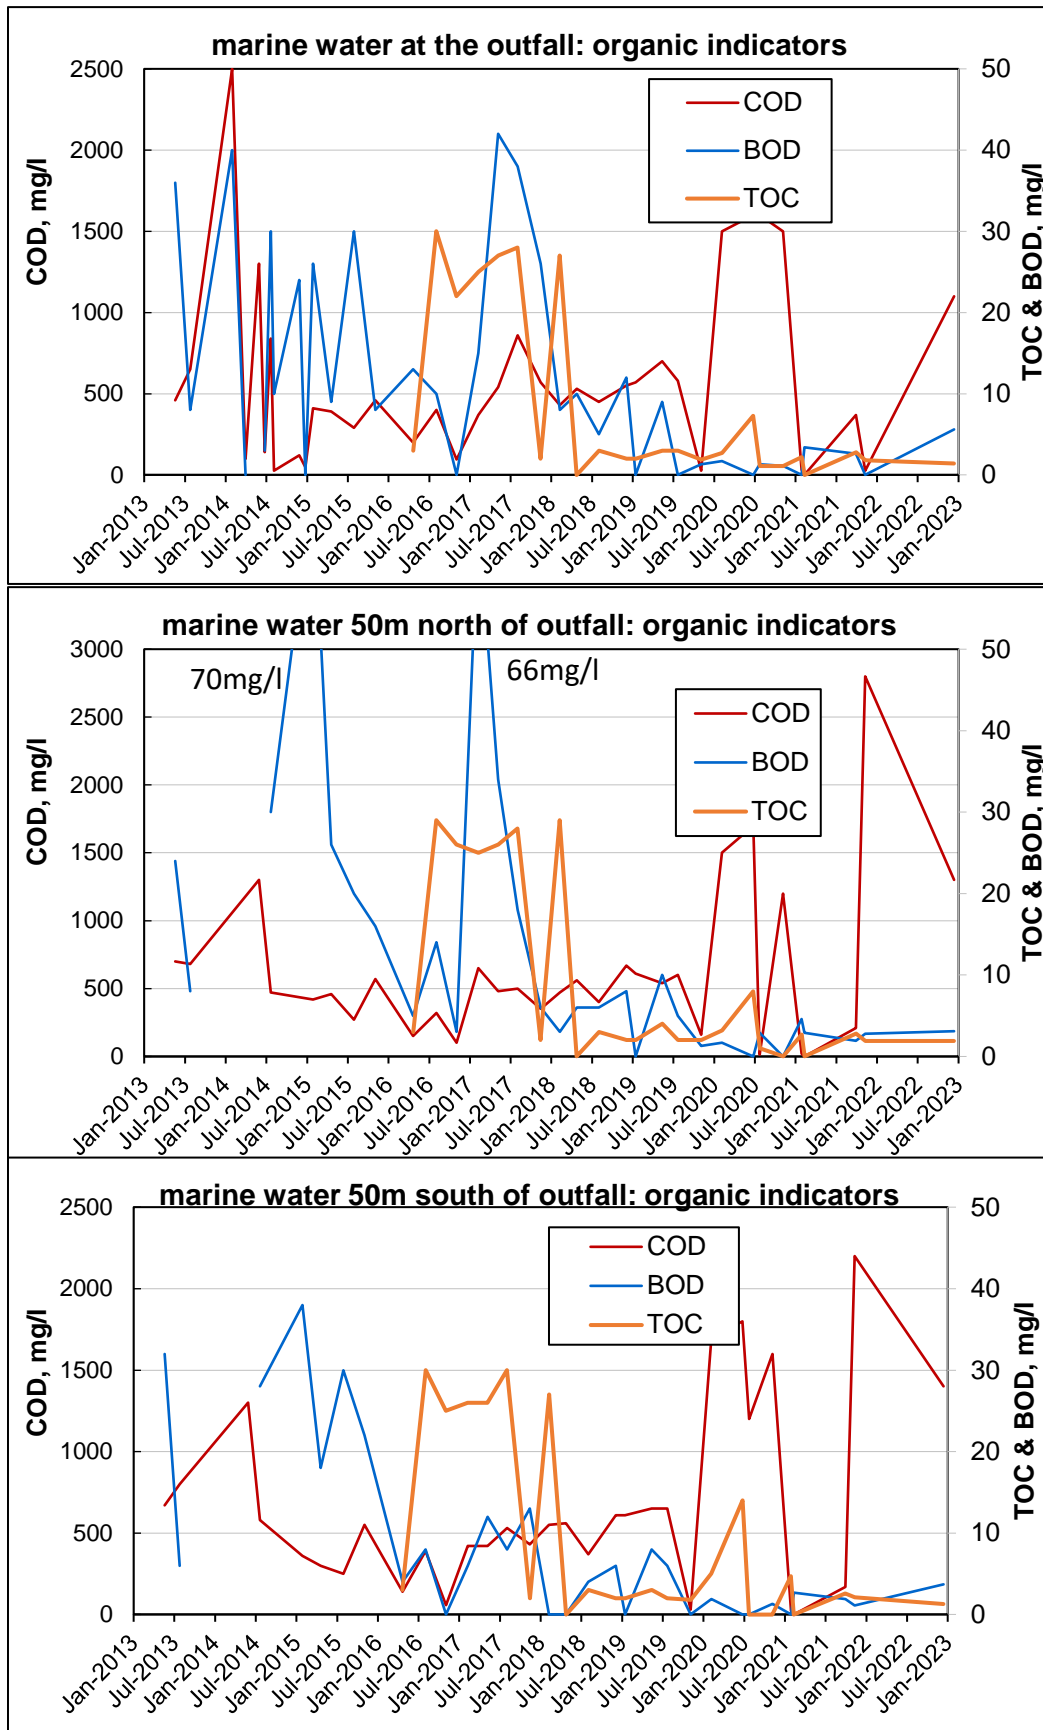 marine water at the outfall: organic indicators
2500
2000
1500
1000
500
0
COD, mg/l
50
40
30
20
10
0
TOC & BOD, mg/l
COD
BOD
TOC
Jan-2013
Jul-2013
Jan-2014
Jul-2014
Jan-2015
Jul-2015
Jan-2016
Jul-2016
Jan-2017
Jul-2017
Jan-2018
Jul-2018
Jan-2019
Jul-2019
Jan-2020
Jul-2020
Jan-2021
Jul-2021
Jan-2022
Jul-2022
Jan-2023
marine water 50m north of outfall: organic indicators
3000
2500
2000
1500
1000
500
0
COD, mg/l
70mg/l
66mg/l
50
40
30
20
10
0
TOC & BOD, mg/l
COD
BOD
TOC
Jan-2013
Jul-2013
Jan-2014
Jul-2014
Jan-2015
Jul-2015
Jan-2016
Jul-2016
Jan-2017
Jul-2017
Jan-2018
Jul-2018
Jan-2019
Jul-2019
Jan-2020
Jul-2020
Jan-2021
Jul-2021
Jan-2022
Jul-2022
Jan-2023
marine water 50m south of outfall: organic indicators
2500
2000
1500
1000
500
0
COD, mg/l
50
40
30
20
10
0
TOC & BOD, mg/l
COD
BOD
TOC
Jan-2013
Jul-2013
Jan-2014
Jul-2014
Jan-2015
Jul-2015
Jan-2016
Jul-2016
Jan-2017
Jul-2017
Jan-2018
Jul-2018
Jan-2019
Jul-2019
Jan-2020
Jul-2020
Jan-2021
Jul-2021
Jan-2022
Jul-2022
Jan-2023